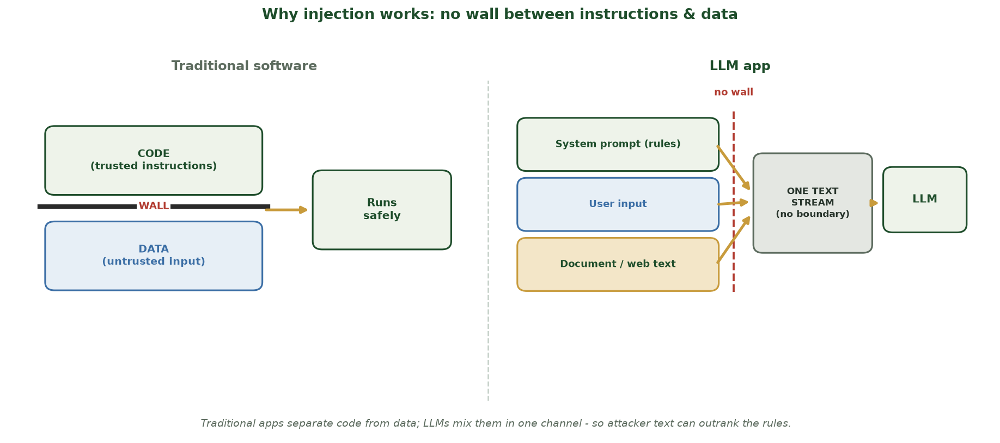 Why injection works: no wall between instructions & data
Traditional software
CODE
(trusted instructions)
WALL
DATA
(untrusted input)
Runs
safely
LLM app
no wall
System prompt (rules)
User input
Document / web text
ONE TEXT
STREAM
(no boundary)
LLM
Traditional apps separate code from data; LLMs mix them in one channel - so attacker text can outrank the rules.